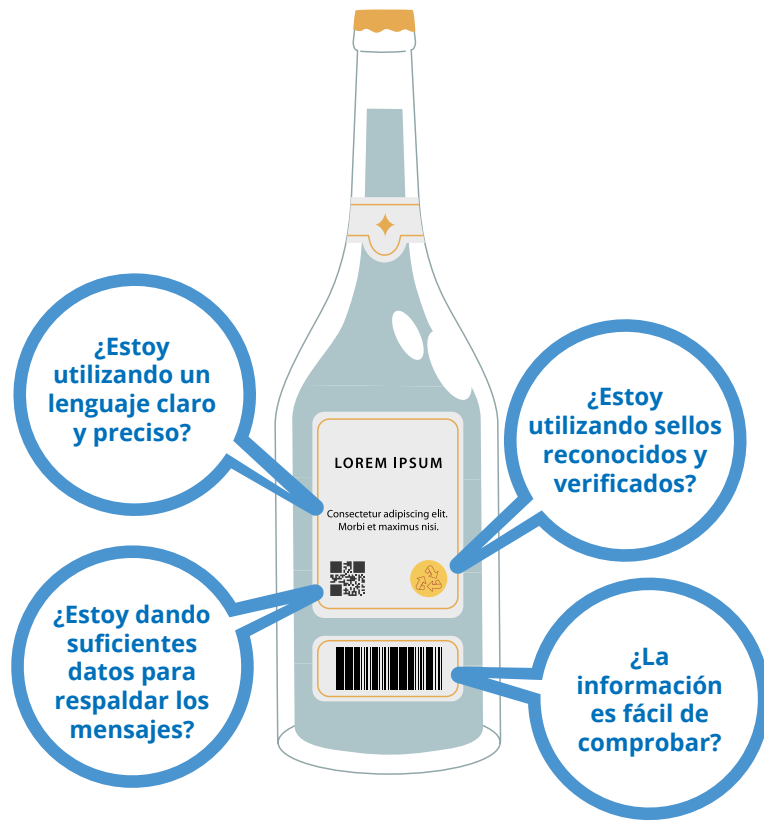 ¿Estoy
utilizando un
lenguaje claro
y preciso?
¿Estoy
utilizando sellos
reconocidos y
verificados?
LOREM IPSUM
Consectetur adipiscing elit.
Morbi et maximus nisi.
¿Estoy dando
suficientes
datos para
respaldar los
mensajes?
¿La
información
es fácil de
comprobar?